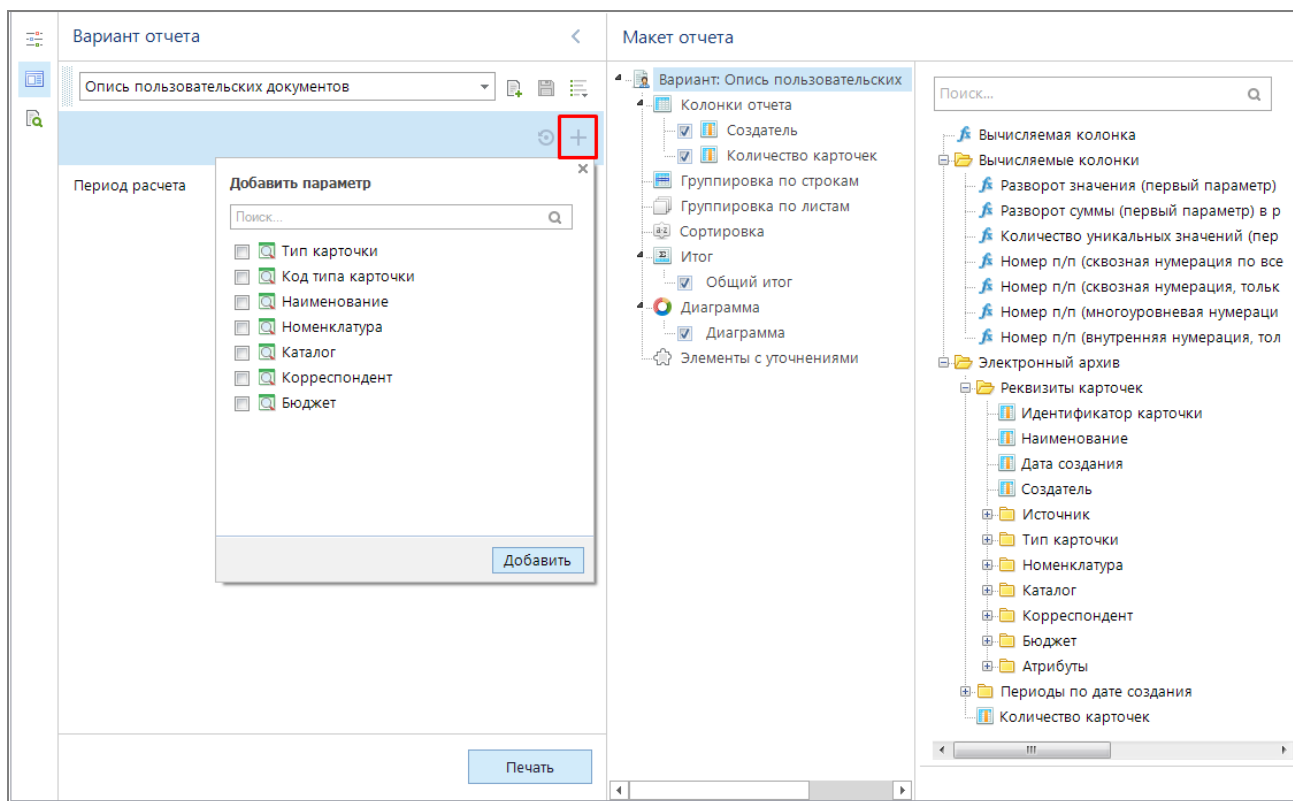 Вариант отчета
Опись пользовательских документов
Период расчета
Добавить параметр
Поиск...
Тип карточки
Код типа карточки
Наименование
Номенклатура
Каталог
Корреспондент
Бюджет
Добавить
Печать
Макет отчета
Вариант: Опись пользовательских
Колонки отчета
Создатель
Количество карточек
Группировка по строкам
Группировка по листам
Сортировка
Итог
Общий итог
Диаграмма
Диаграмма
Элементы с уточнениями
Поиск...
Вычисляемая колонка
Вычисляемые колонки
Разворот значения (первый параметр)
Разворот суммы (первый параметр) в р
Количество уникальных значений (пер
Номер п/п (сквозная нумерация по все
Номер п/п (сквозная нумерация, тольк
Номер п/п (многоуровневая нумераци
Номер п/п (внутренняя нумерация, тол
Электронный архив
Реквизиты карточек
Идентификатор карточки
Наименование
Дата создания
Создатель
Источник
Тип карточки
Номенклатура
Каталог
Корреспондент
Бюджет
Атрибуты
Периоды по дате создания
Количество карточек